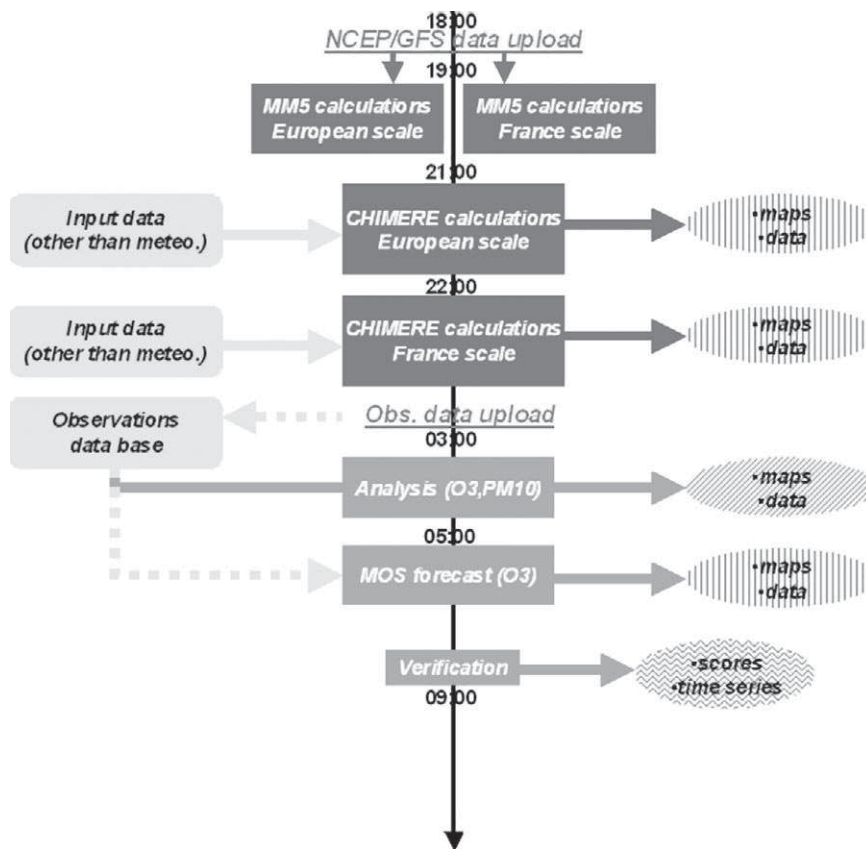 18:00
NCEP/GFS data upload
19:00
MM5 calculations
European scale
MM5 calculations
France scale
21:00
Input data
(other than meteo.)
CHIMERE calculations
European scale
•maps
•data
22:00
Input data
(other than meteo.)
CHIMERE calculations
France scale
•maps
•data
Observations
data base
Obs. data upload
03:00
Analysis (O3,PM10)
•maps
•data
05:00
MOS forecast (O3)
•maps
•data
Verification
•scores
•time series
09:00